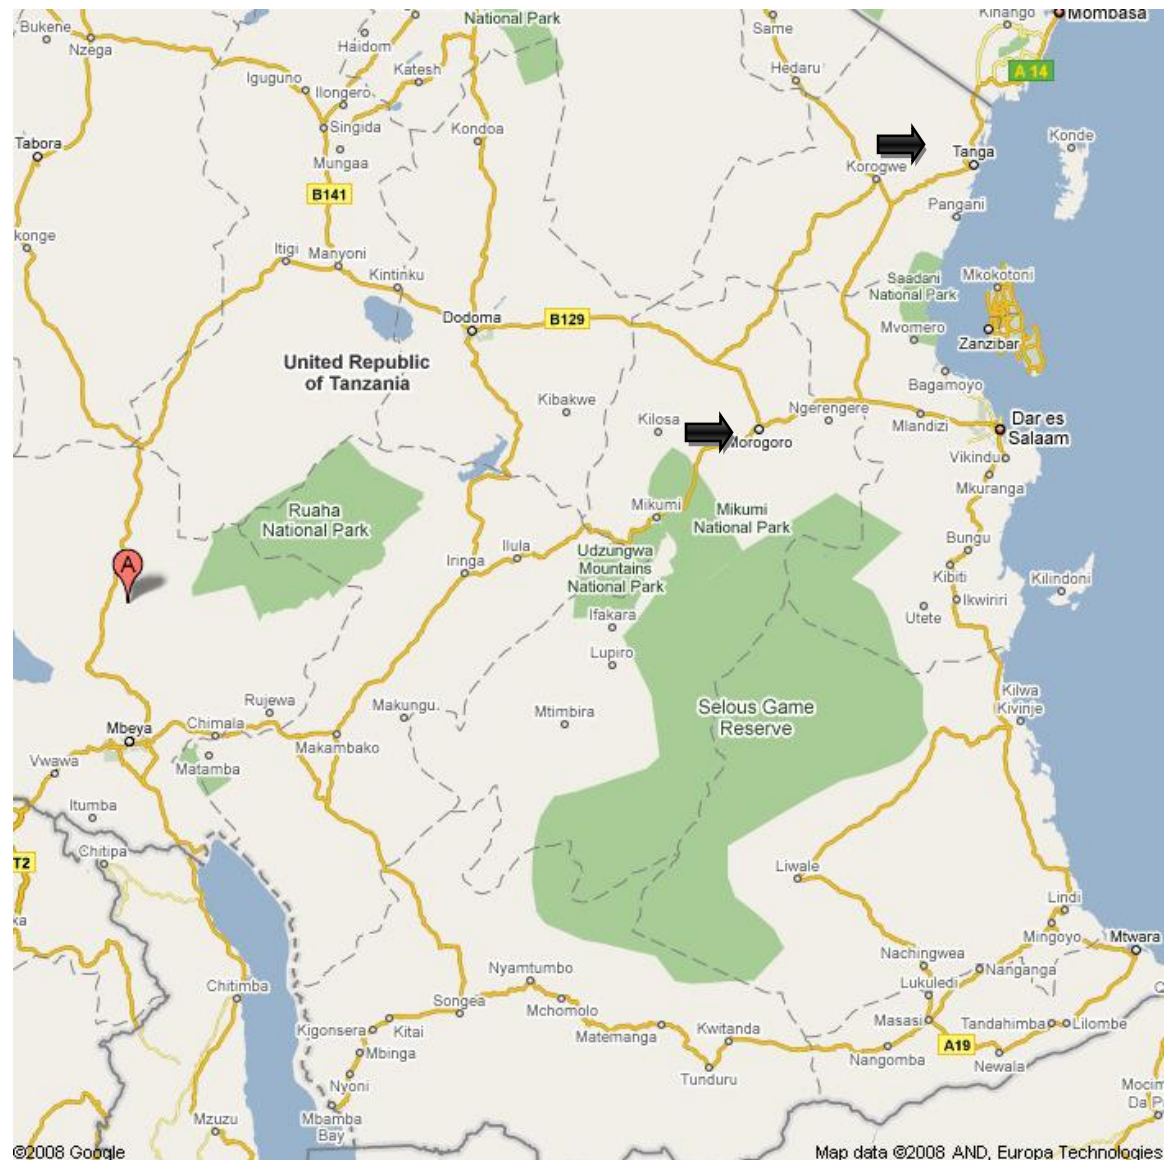 National Park
Kinango
Mombasa
Bukene
Nzega
Haidom
Same
Katesh
Hedaru
A 14
Iguguno
Ilongero
Singida
Kondoa
Konde
Tabora
Mungaa
Tanga
Korogwe
B141
Pangani
konge
Itigi
Manyoni
Kintinku
Saadani
National Park
Mkokotoni
Dodoma
B129
Mvomero
Zanzibar
United Republic
of Tanzania
Bagamoyo
Kibakwe
Kilosa
Ngerengere
Mlandizi
Dar es
Salaam
Morogoro
Vikindu
Mkuranga
Ruaha
National Park
Mikumi
Mikumi
National Park
Bungu
A
Iringa
Ilula
Udzungwa
Mountains
National Park
Kibiti
Kilindoni
Ikwiriri
Utete
Ifakara
Lupiro
Kilwa
Kivinje
Rujewa
Makungu
Mtimbira
Selous Game
Reserve
Mbeya
Chimala
Makambako
Vwawa
Matamba
Itumba
T2
Chitipa
Liwale
Lindi
ka
Mingoyo
Mtwara
Nachingwea
Nanganga
Nyamtumbo
Lukuledi
Chitimba
Songea
Mchomolo
Kigonsera
Kitai
Matemanga
Kwitanda
Masasi
Tandahimba
Lilombe
Mbinga
A19
Nangomba
Newala
Nyoni
Tunduru
Mocim
Da P
Mzuzu
Mbamba
Bay
©2008 Google
Map data ©2008 AND, Europa Technologies